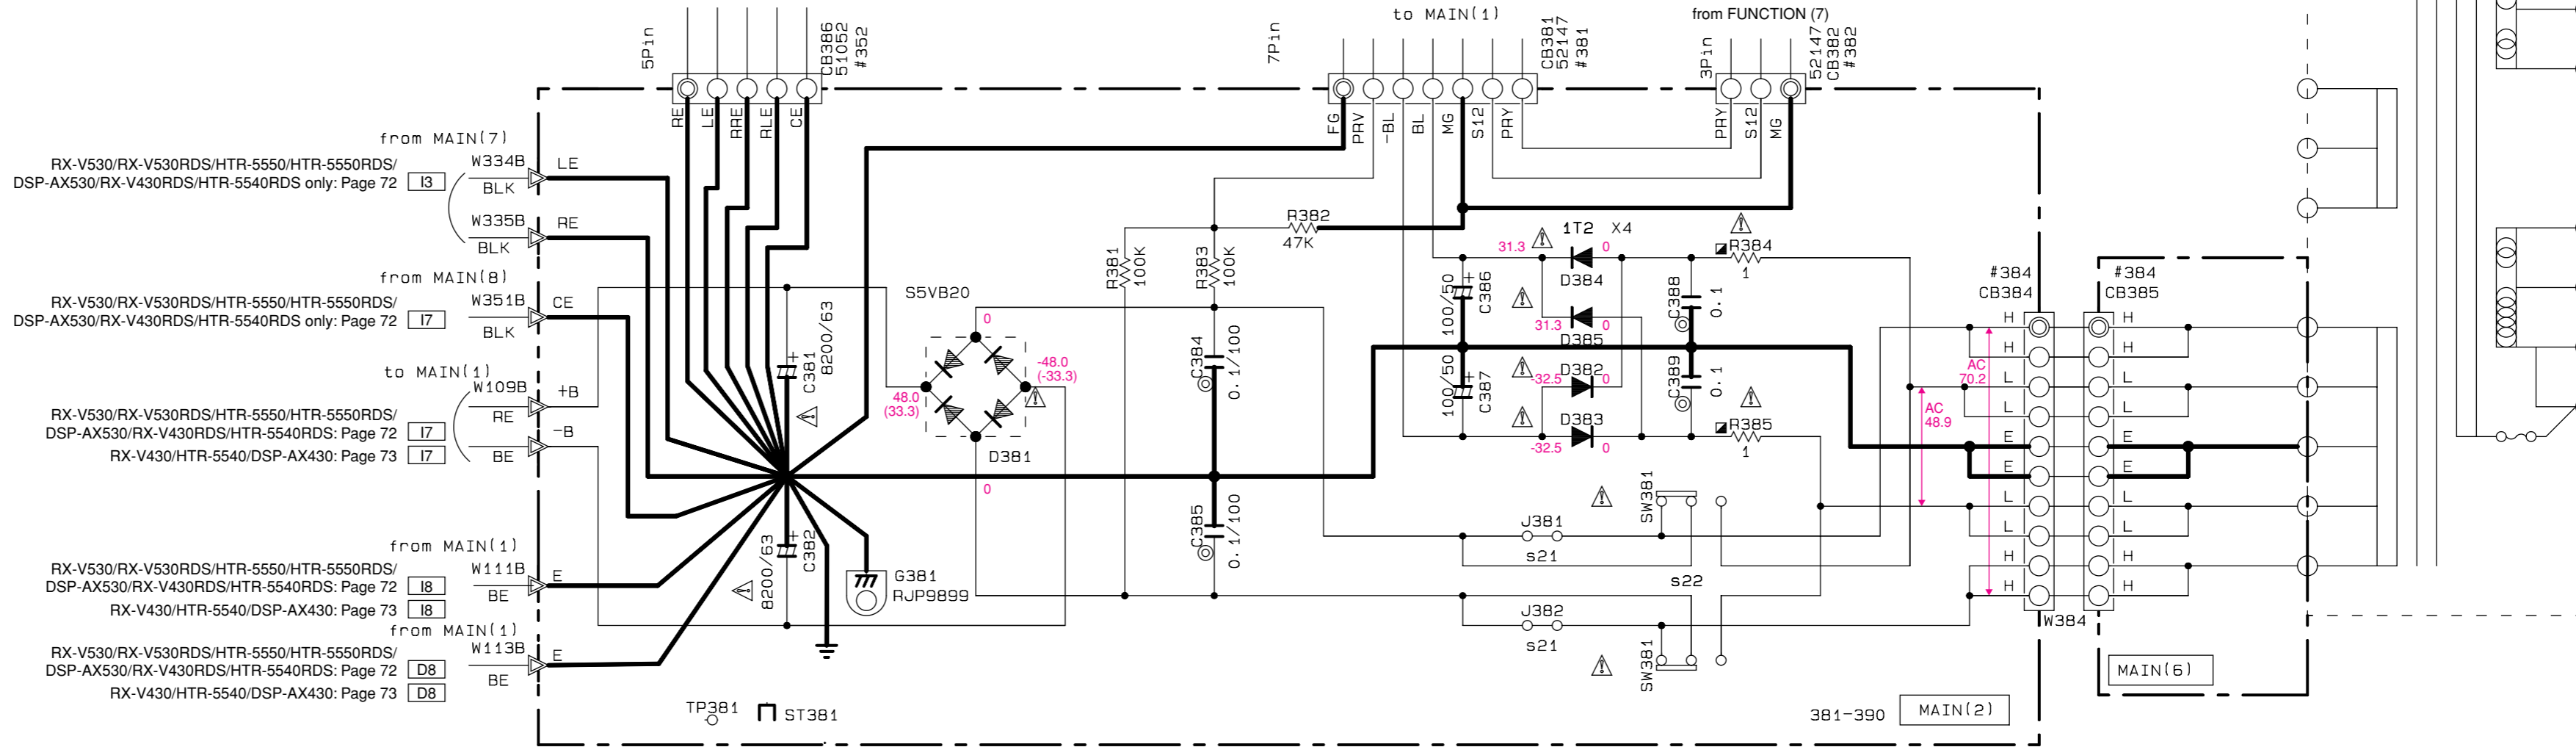 to MAIN(1)
from FUNCTION (7)
5Pin
CB386
51052
#352
7Pin
CB381
52147
#381
3Pin
52147
CB382
#382
RE
LE
RRE
RLE
CE
FG
PRV
-BL
BL
MG
S12
PRY
PRY
S12
MG
from MAIN(7)
RX-V530/RX-V530RDS/HTR-5550/HTR-5550RDS/
DSP-AX530/RX-V430RDS/HTR-5540RDS only: Page 72 I3
W334B
BLK
LE
W335B
BLK
RE
from MAIN(8)
RX-V530/RX-V530RDS/HTR-5550/HTR-5550RDS/
DSP-AX530/RX-V430RDS/HTR-5540RDS only: Page 72 I7
W351B
BLK
CE
to MAIN(1)
W109B
RE
+B
-B
BE
RX-V530/RX-V530RDS/HTR-5550/HTR-5550RDS/
DSP-AX530/RX-V430RDS/HTR-5540RDS: Page 72 I7
RX-V430/HTR-5540/DSP-AX430: Page 73 I7
from MAIN(1)
RX-V530/RX-V530RDS/HTR-5550/HTR-5550RDS/
DSP-AX530/RX-V430RDS/HTR-5540RDS: Page 72 I8
RX-V430/HTR-5540/DSP-AX430: Page 73 I8
W111B
BE
E
from MAIN(1)
RX-V530/RX-V530RDS/HTR-5550/HTR-5550RDS/
DSP-AX530/RX-V430RDS/HTR-5540RDS: Page 72 D8
RX-V430/HTR-5540/DSP-AX430: Page 73 D8
W113B
BE
E
+
C381
8200/63
+
C382
8200/63
S5VB20
0
-48.0
(-33.3)
48.0
(33.3)
D381
0
G381
RJP9899
R381
100K
R383
100K
R382
47K
C384
0.1/100
C385
0.1/100
+
100/50
C386
+
100/50
C387
1T2 X4
31.3
0
D384
31.3
0
D385
D382
-32.5
0
D383
-32.5
0
C388
0.1
C389
0.1
R384
1
R385
1
SW381
J381
s21
s22
J382
s21
SW381
AC
70.2
AC
48.9
#384
CB384
#384
CB385
H
H
L
L
E
E
L
L
H
H
H
H
L
L
E
E
L
L
H
H
W384
MAIN(6)
TP381
ST381
381-390
MAIN(2)